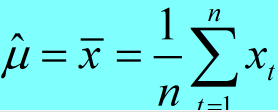 μ̂ = x̄ = 1/n ∑_{t=1}^{n} x_t